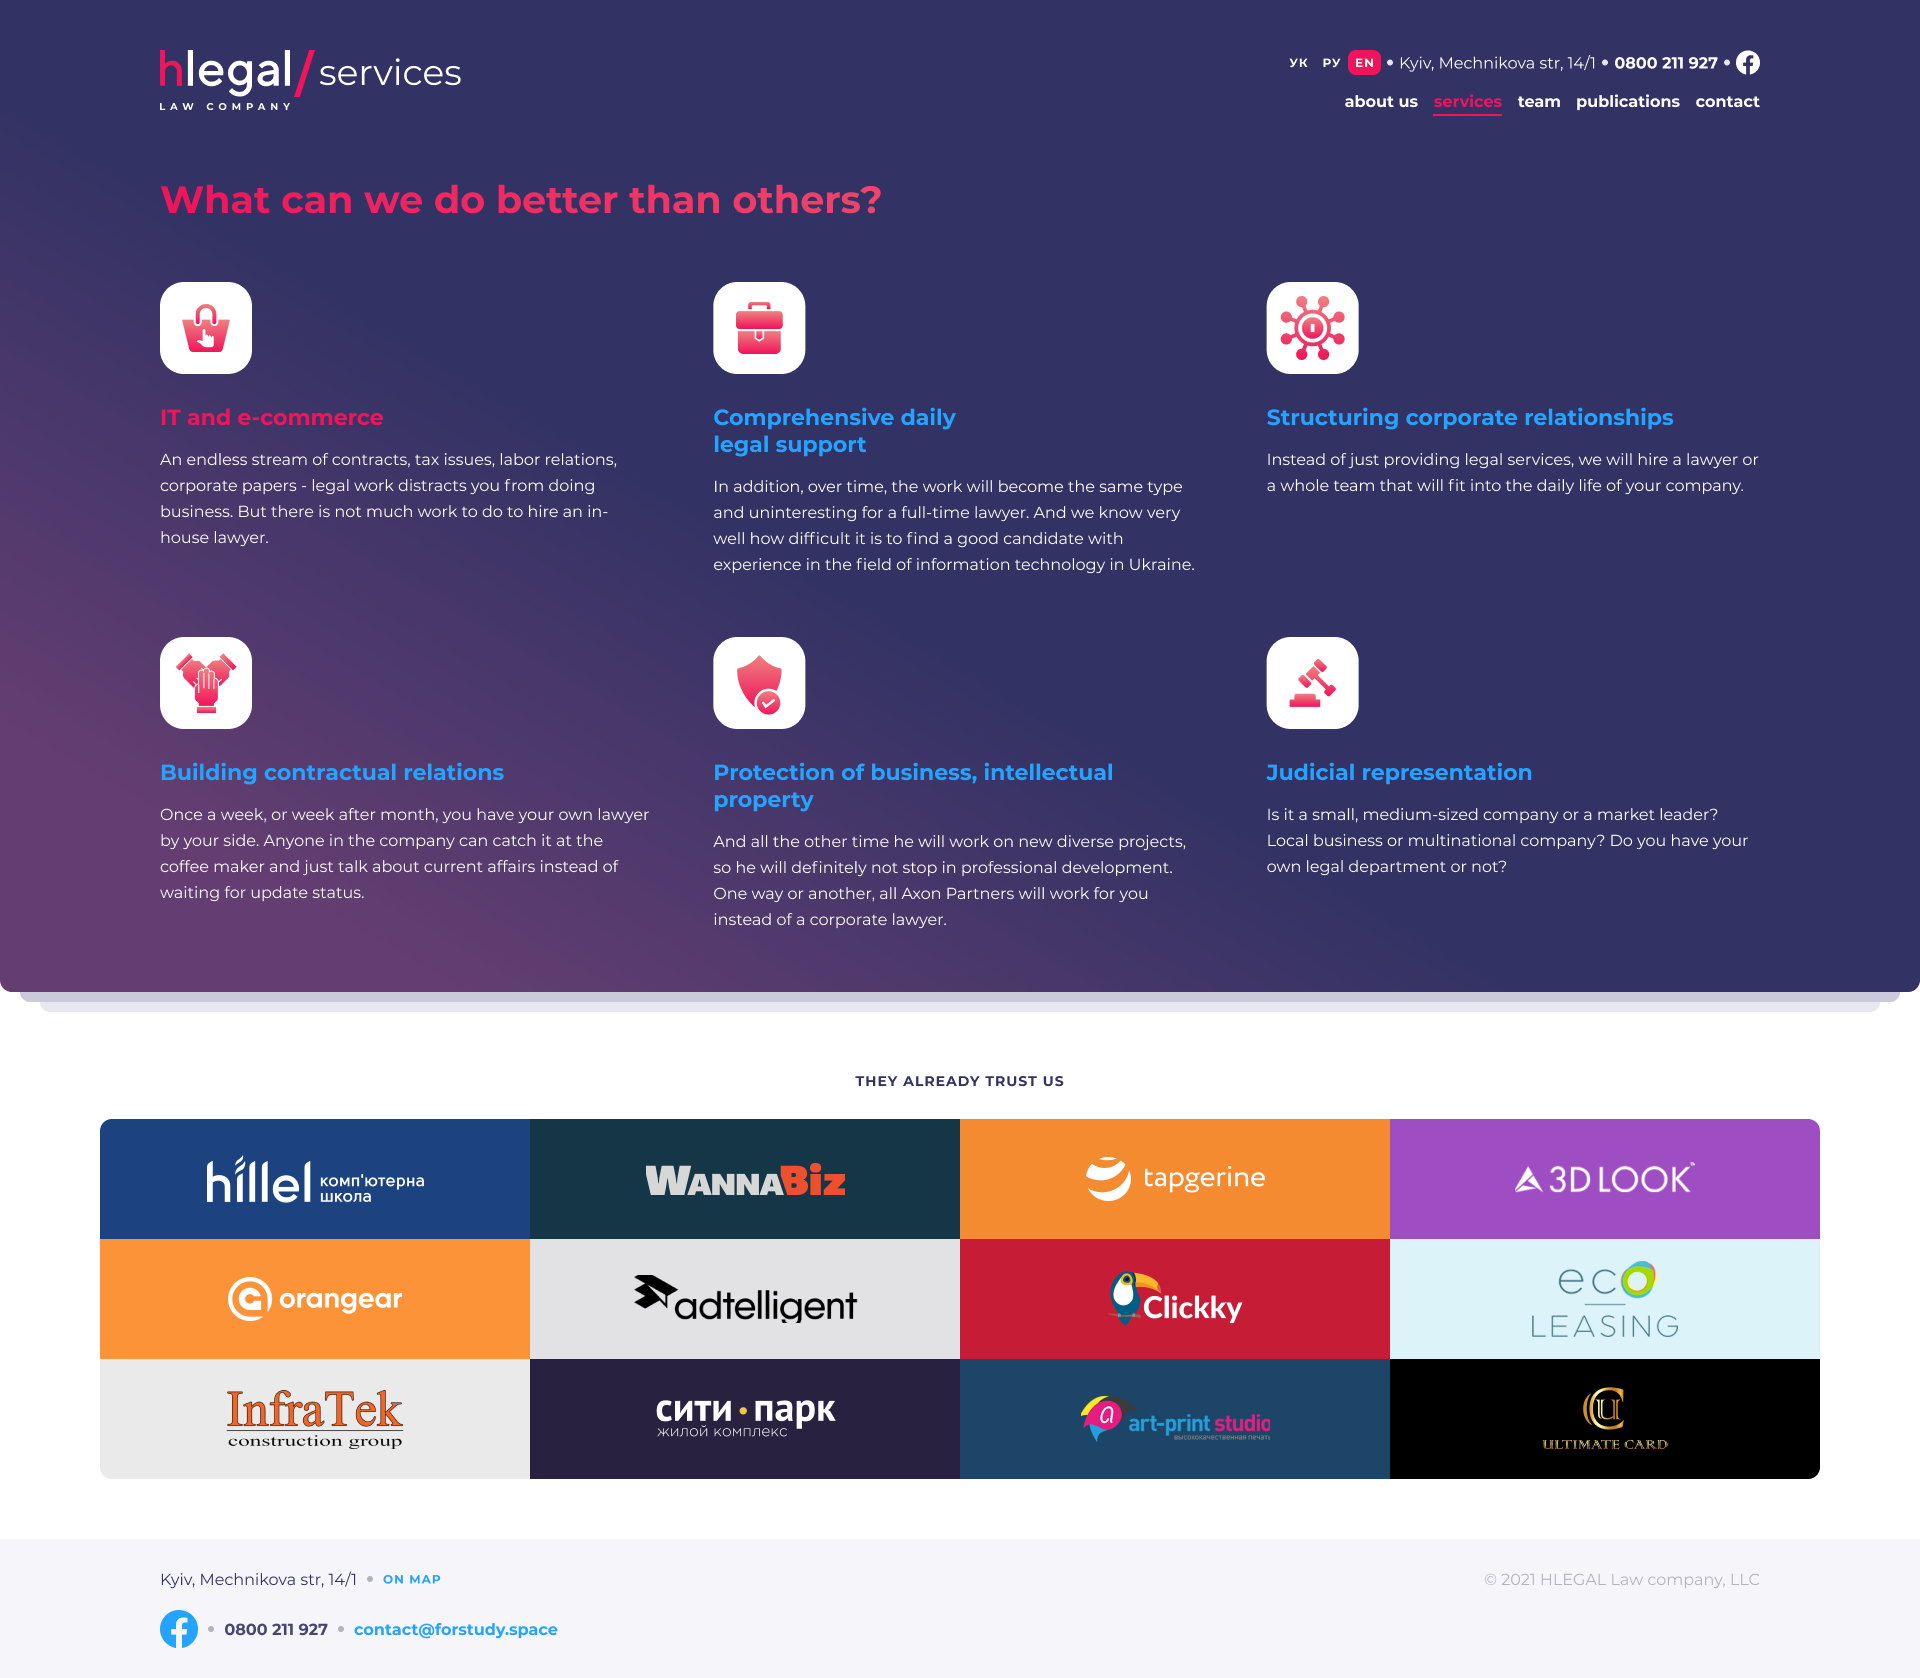 hlegal/services
LAW COMPANY
УК РУ EN • Kyiv, Mechnikova str, 14/1 • 0800 211 927 •
about us services team publications contact
What can we do better than others?
IT and e-commerce
An endless stream of contracts, tax issues, labor relations,
corporate papers - legal work distracts you from doing
business. But there is not much work to do to hire an in-
house lawyer.
Comprehensive daily
legal support
In addition, over time, the work will become the same type
and uninteresting for a full-time lawyer. And we know very
well how difficult it is to find a good candidate with
experience in the field of information technology in Ukraine.
Structuring corporate relationships
Instead of just providing legal services, we will hire a lawyer or
a whole team that will fit into the daily life of your company.
Building contractual relations
Once a week, or week after month, you have your own lawyer
by your side. Anyone in the company can catch it at the
coffee maker and just talk about current affairs instead of
waiting for update status.
Protection of business, intellectual
property
And all the other time he will work on new diverse projects,
so he will definitely not stop in professional development.
One way or another, all Axon Partners will work for you
instead of a corporate lawyer.
Judicial representation
Is it a small, medium-sized company or a market leader?
Local business or multinational company? Do you have your
own legal department or not?
THEY ALREADY TRUST US
hillel комп'ютерна
школа
WANNABIZ
tapgerine
3DLOOK™
orangear
adtelligent
Clickky
eco
LEASING
InfraTek
construction group
сити • парк
жилой комплекс
art-print studio
высококачественная печать
CU
ULTIMATE CARD
Kyiv, Mechnikova str, 14/1 • ON MAP
© 2021 HLEGAL Law company, LLC
• 0800 211 927 • contact@forstudy.space